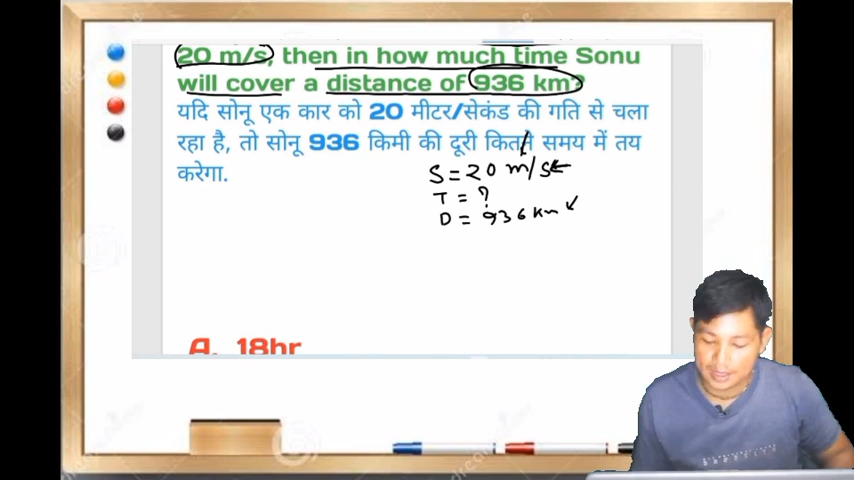 20 m/s, then in how much time Sonu
will cover a distance of 936 km?
यदि सोनू एक कार को 20 मीटर/सेकंड की गति से चला
रहा है, तो सोनू 936 किमी की दूरी कितने समय में तय
करेगा.
S = 20 m/s
T = ?
D = 936 km
A. 18hr